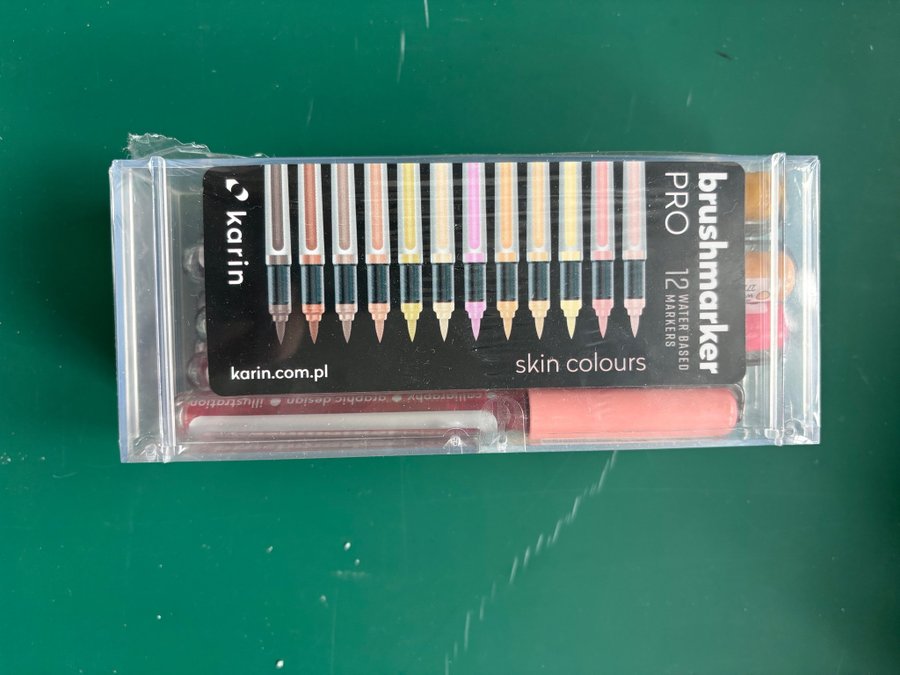 karin
karin.com.pl
skin colours
brushmarker
PRO
12 WATER BASED
MARKERS
calligraphy • graphic design • illustration